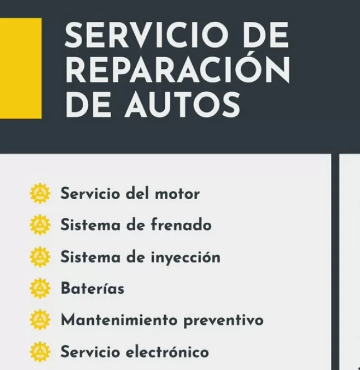 SERVICIO DE
REPARACIÓN
DE AUTOS
Servicio del motor
Sistema de frenado
Sistema de inyección
Baterías
Mantenimiento preventivo
Servicio electrónico